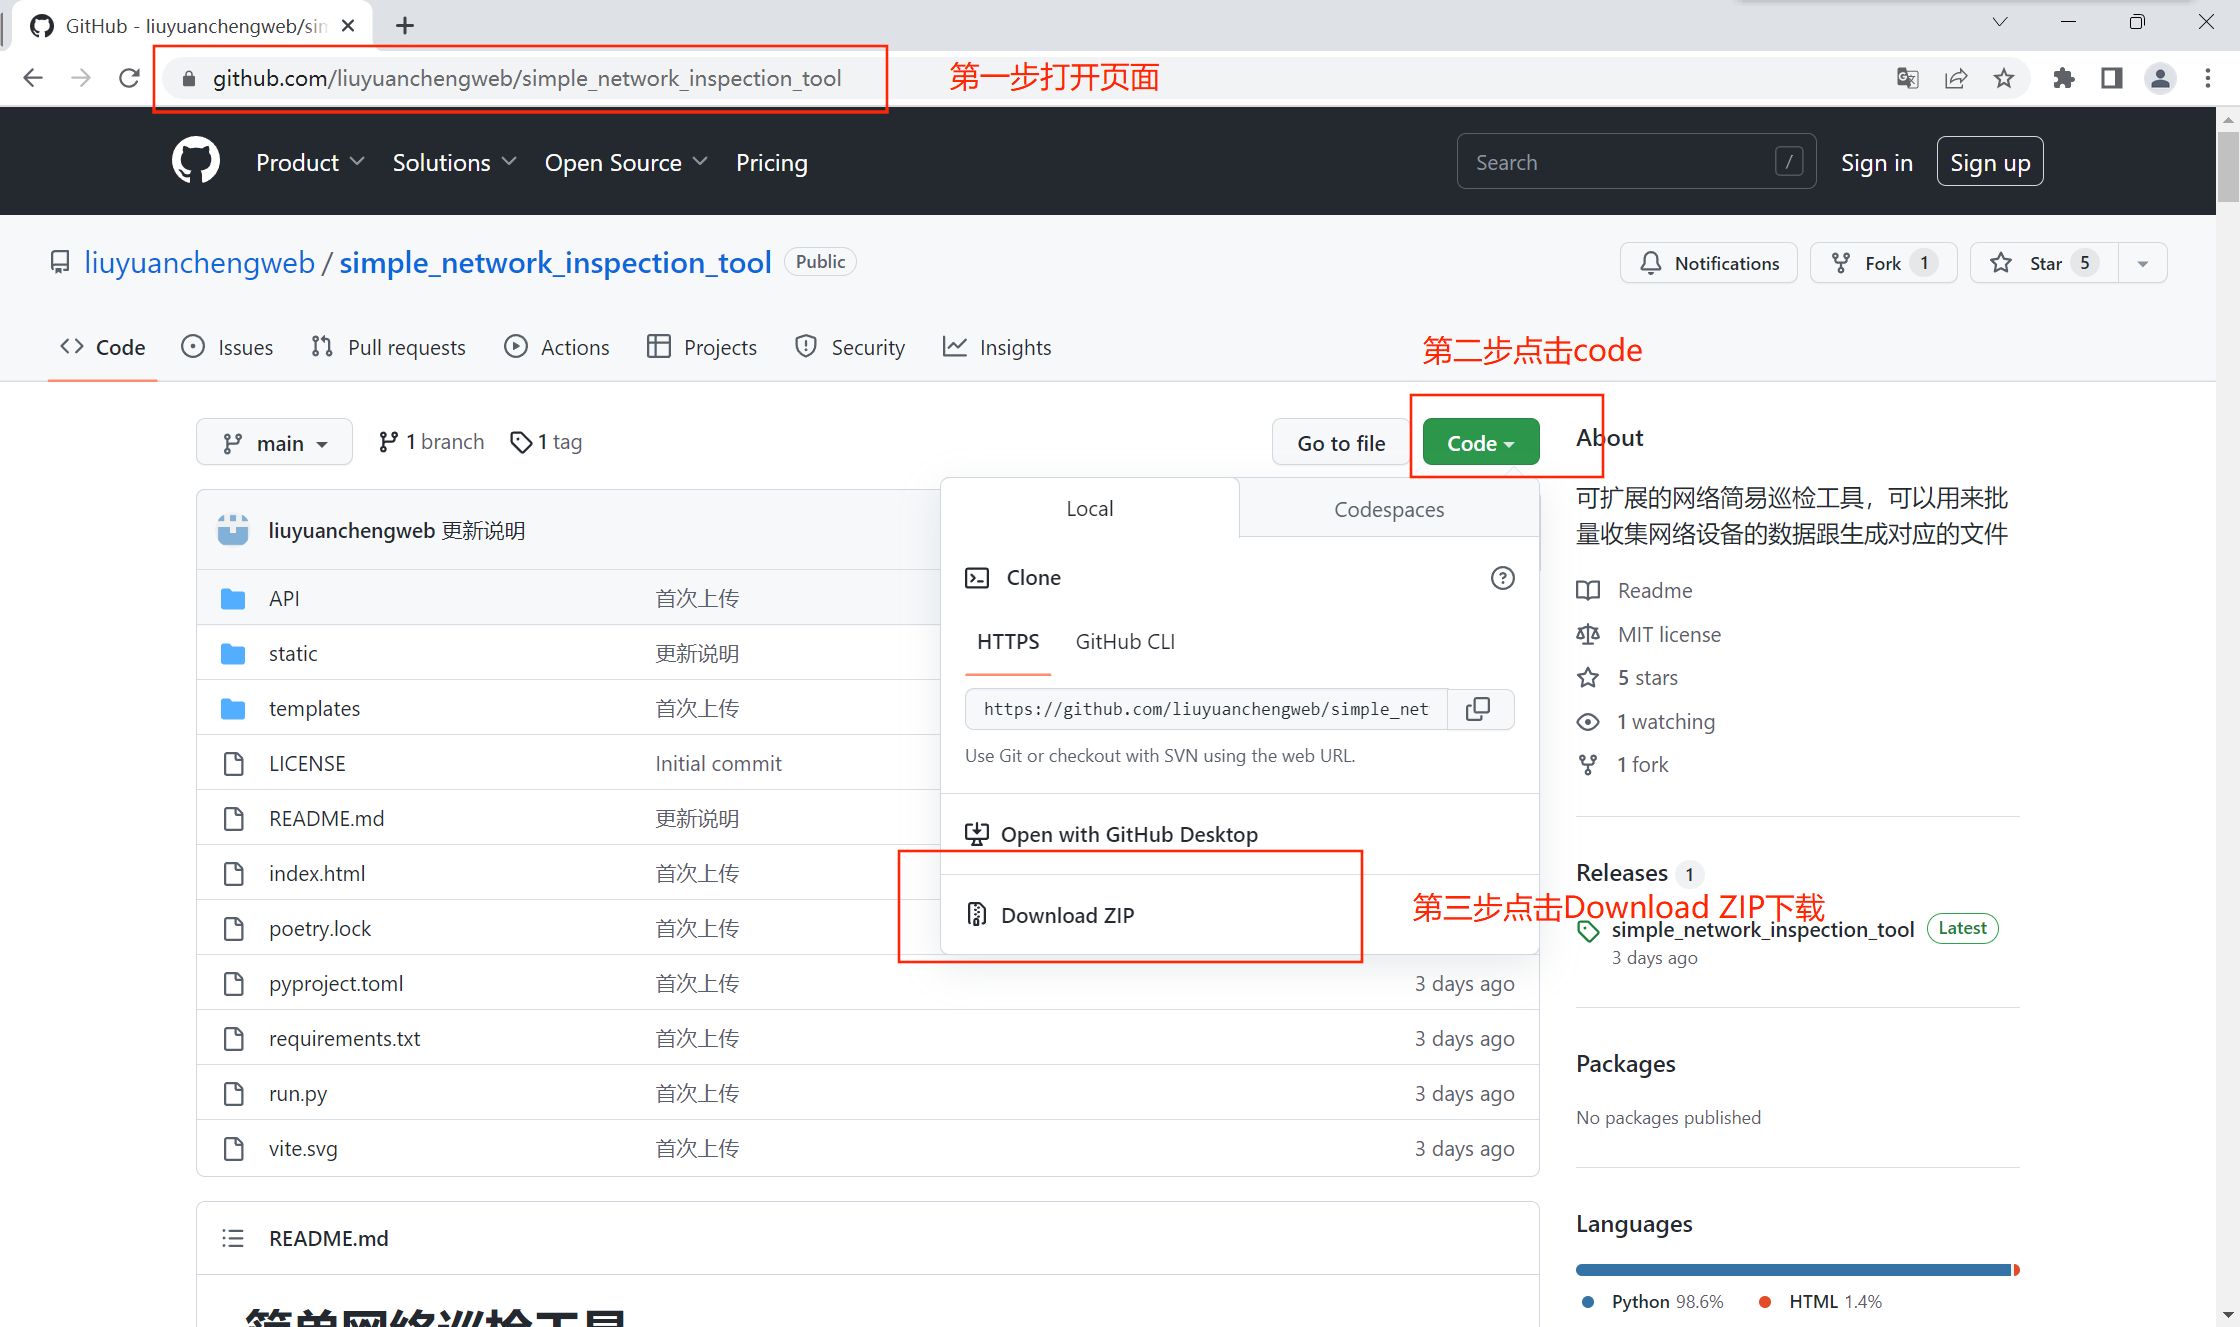 GitHub - liuyuanchengweb/sim
github.com/liuyuanchengweb/simple_network_inspection_tool
第一步打开页面
Product
Solutions
Open Source
Pricing
Search
/
Sign in
Sign up
liuyuanchengweb / simple_network_inspection_tool
Public
Notifications
Fork 1
Star 5
Code
Issues
Pull requests
Actions
Projects
Security
Insights
第二步点击code
main
1 branch
1 tag
Go to file
Code
About
可扩展的网络简易巡检工具，可以用来批
量收集网络设备的数据跟生成对应的文件
Readme
MIT license
5 stars
1 watching
1 fork
Local
Codespaces
Clone
HTTPS
GitHub CLI
https://github.com/liuyuanchengweb/simple_net
Use Git or checkout with SVN using the web URL.
Open with GitHub Desktop
Download ZIP
第三步点击Download ZIP下载
liuyuanchengweb 更新说明
API 首次上传
static 更新说明
templates 首次上传
LICENSE Initial commit
README.md 更新说明
index.html 首次上传
poetry.lock 首次上传
pyproject.toml 首次上传 3 days ago
requirements.txt 首次上传 3 days ago
run.py 首次上传 3 days ago
vite.svg 首次上传 3 days ago
Releases 1
simple_network_inspection_tool
Latest
3 days ago
Packages
No packages published
Languages
Python 98.6%
HTML 1.4%
README.md
简单网络巡检工具